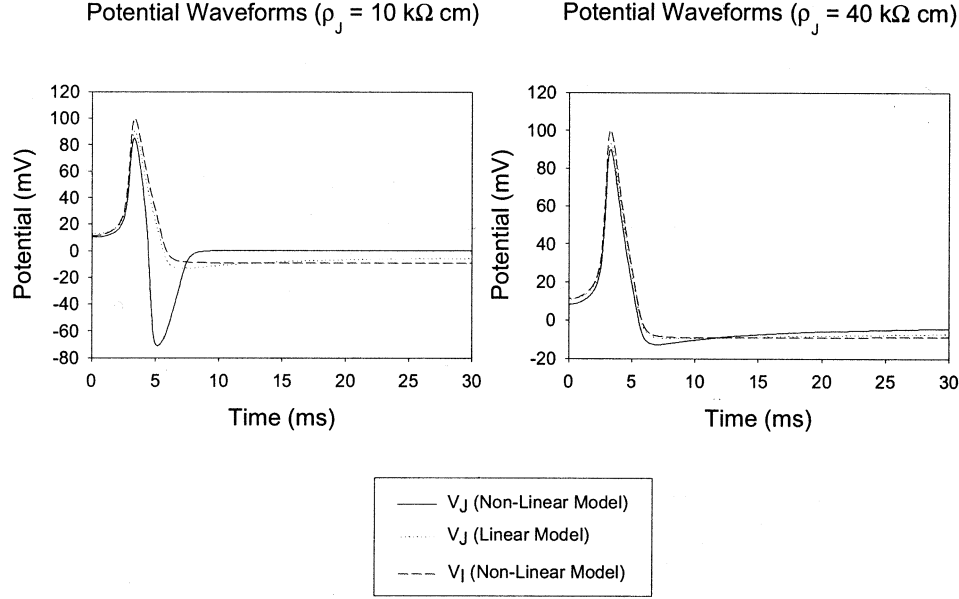 Potential Waveforms (ρJ = 10 kΩ cm)
Potential Waveforms (ρJ = 40 kΩ cm)
120
100
80
60
40
20
0
-20
-40
-60
-80
Potential (mV)
0 5 10 15 20 25 30
Time (ms)
120
100
80
60
40
20
0
-20
Potential (mV)
0 5 10 15 20 25 30
Time (ms)
VJ (Non-Linear Model)
VJ (Linear Model)
VI (Non-Linear Model)